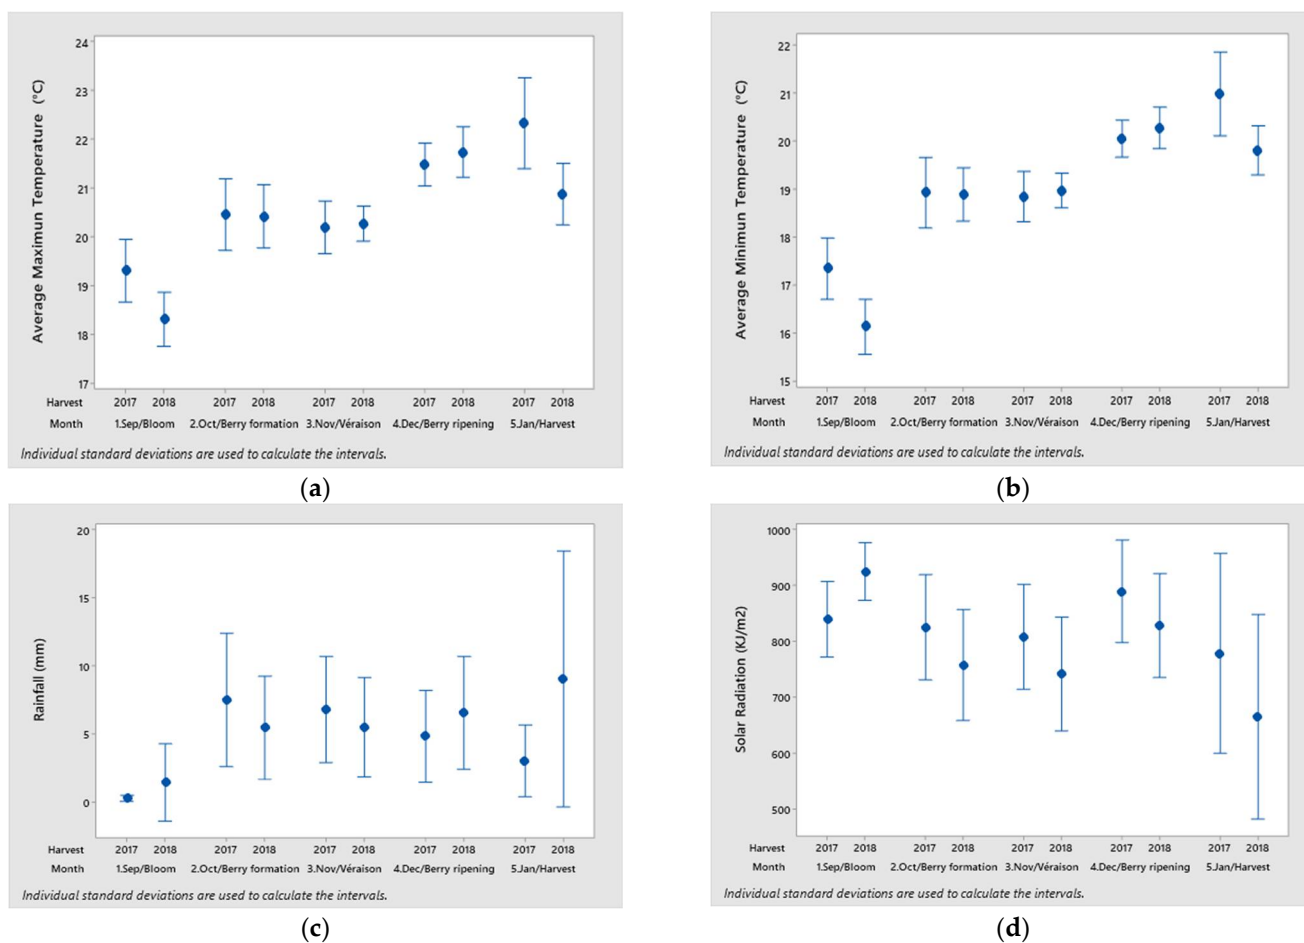 Average Maximun Temperature (°C)
24
23
22
21
20
19
18
17
Harvest 2017 2018 2017 2018 2017 2018 2017 2018 2017 2018
Month 1.Sep/Bloom 2.Oct/Berry formation 3.Nov/Véraison 4.Dec/Berry ripening 5.Jan/Harvest
Individual standard deviations are used to calculate the intervals.
(a)
Average Minimun Temperature (°C)
22
21
20
19
18
17
16
15
Harvest 2017 2018 2017 2018 2017 2018 2017 2018 2017 2018
Month 1.Sep/Bloom 2.Oct/Berry formation 3.Nov/Véraison 4.Dec/Berry ripening 5.Jan/Harvest
Individual standard deviations are used to calculate the intervals.
(b)
Rainfall (mm)
20
15
10
5
0
Harvest 2017 2018 2017 2018 2017 2018 2017 2018 2017 2018
Month 1.Sep/Bloom 2.Oct/Berry formation 3.Nov/Véraison 4.Dec/Berry ripening 5.Jan/Harvest
Individual standard deviations are used to calculate the intervals.
(c)
Solar Radiation (KJ/m2)
1000
900
800
700
600
500
Harvest 2017 2018 2017 2018 2017 2018 2017 2018 2017 2018
Month 1.Sep/Bloom 2.Oct/Berry formation 3.Nov/Véraison 4.Dec/Berry ripening 5.Jan/Harvest
Individual standard deviations are used to calculate the intervals.
(d)